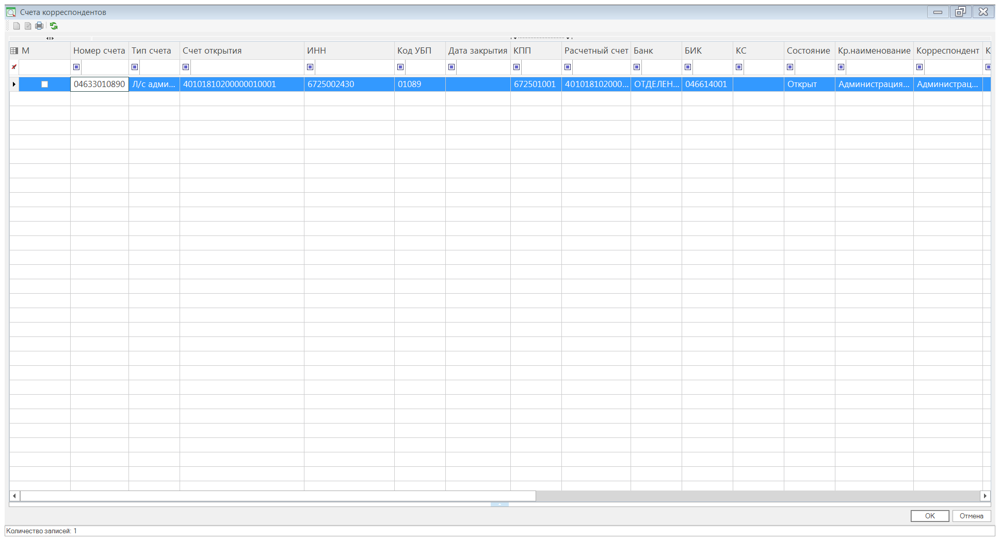 Счета корреспондентов
М Номер счета Тип счета Счет открытия ИНН Код УБП Дата закрытия КПП Расчетный счет Банк БИК КС Состояние Кр.наименование Корреспондент К
04633010890 Л/с адми... 40101810200000010001 6725002430 01089 672501001 401018102000... ОТДЕЛЕН... 046614001 Открыт Администрация... Администрац...
ОК Отмена
Количество записей: 1